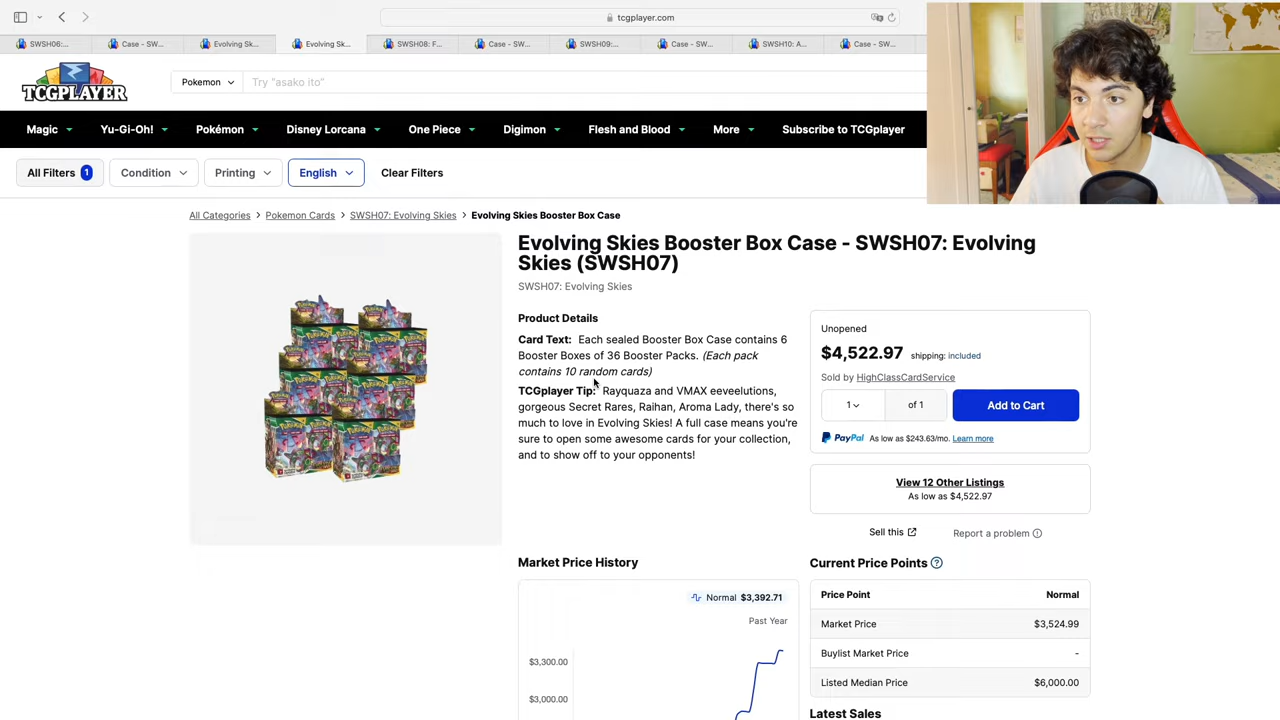 tcgplayer.com
SWSH06:...
Case - SW...
Evolving Sk...
Evolving Sk...
SWSH08: F...
Case - SW...
SWSH09:...
Case - SW...
SWSH10: A...
Case - SW...
TCGPLAYER
Pokemon
Try "asako ito"
Magic
Yu-Gi-Oh!
Pokémon
Disney Lorcana
One Piece
Digimon
Flesh and Blood
More
Subscribe to TCGplayer
All Filters 1
Condition
Printing
English
Clear Filters
All Categories > Pokemon Cards > SWSH07: Evolving Skies > Evolving Skies Booster Box Case
Evolving Skies Booster Box Case - SWSH07: Evolving
Skies (SWSH07)
SWSH07: Evolving Skies
Product Details
Card Text: Each sealed Booster Box Case contains 6
Booster Boxes of 36 Booster Packs. (Each pack
contains 10 random cards)
TCGplayer Tip: Rayquaza and VMAX eeveelutions,
gorgeous Secret Rares, Raihan, Aroma Lady, there's so
much to love in Evolving Skies! A full case means you're
sure to open some awesome cards for your collection,
and to show off to your opponents!
Unopened
$4,522.97 shipping: included
Sold by HighClassCardService
1 of 1
Add to Cart
PayPal As low as $243.63/mo. Learn more
View 12 Other Listings
As low as $4,522.97
Sell this
Report a problem
Market Price History
Normal $3,392.71
Past Year
$3,300.00
$3,000.00
Current Price Points
Price Point Normal
Market Price $3,524.99
Buylist Market Price -
Listed Median Price $6,000.00
Latest Sales